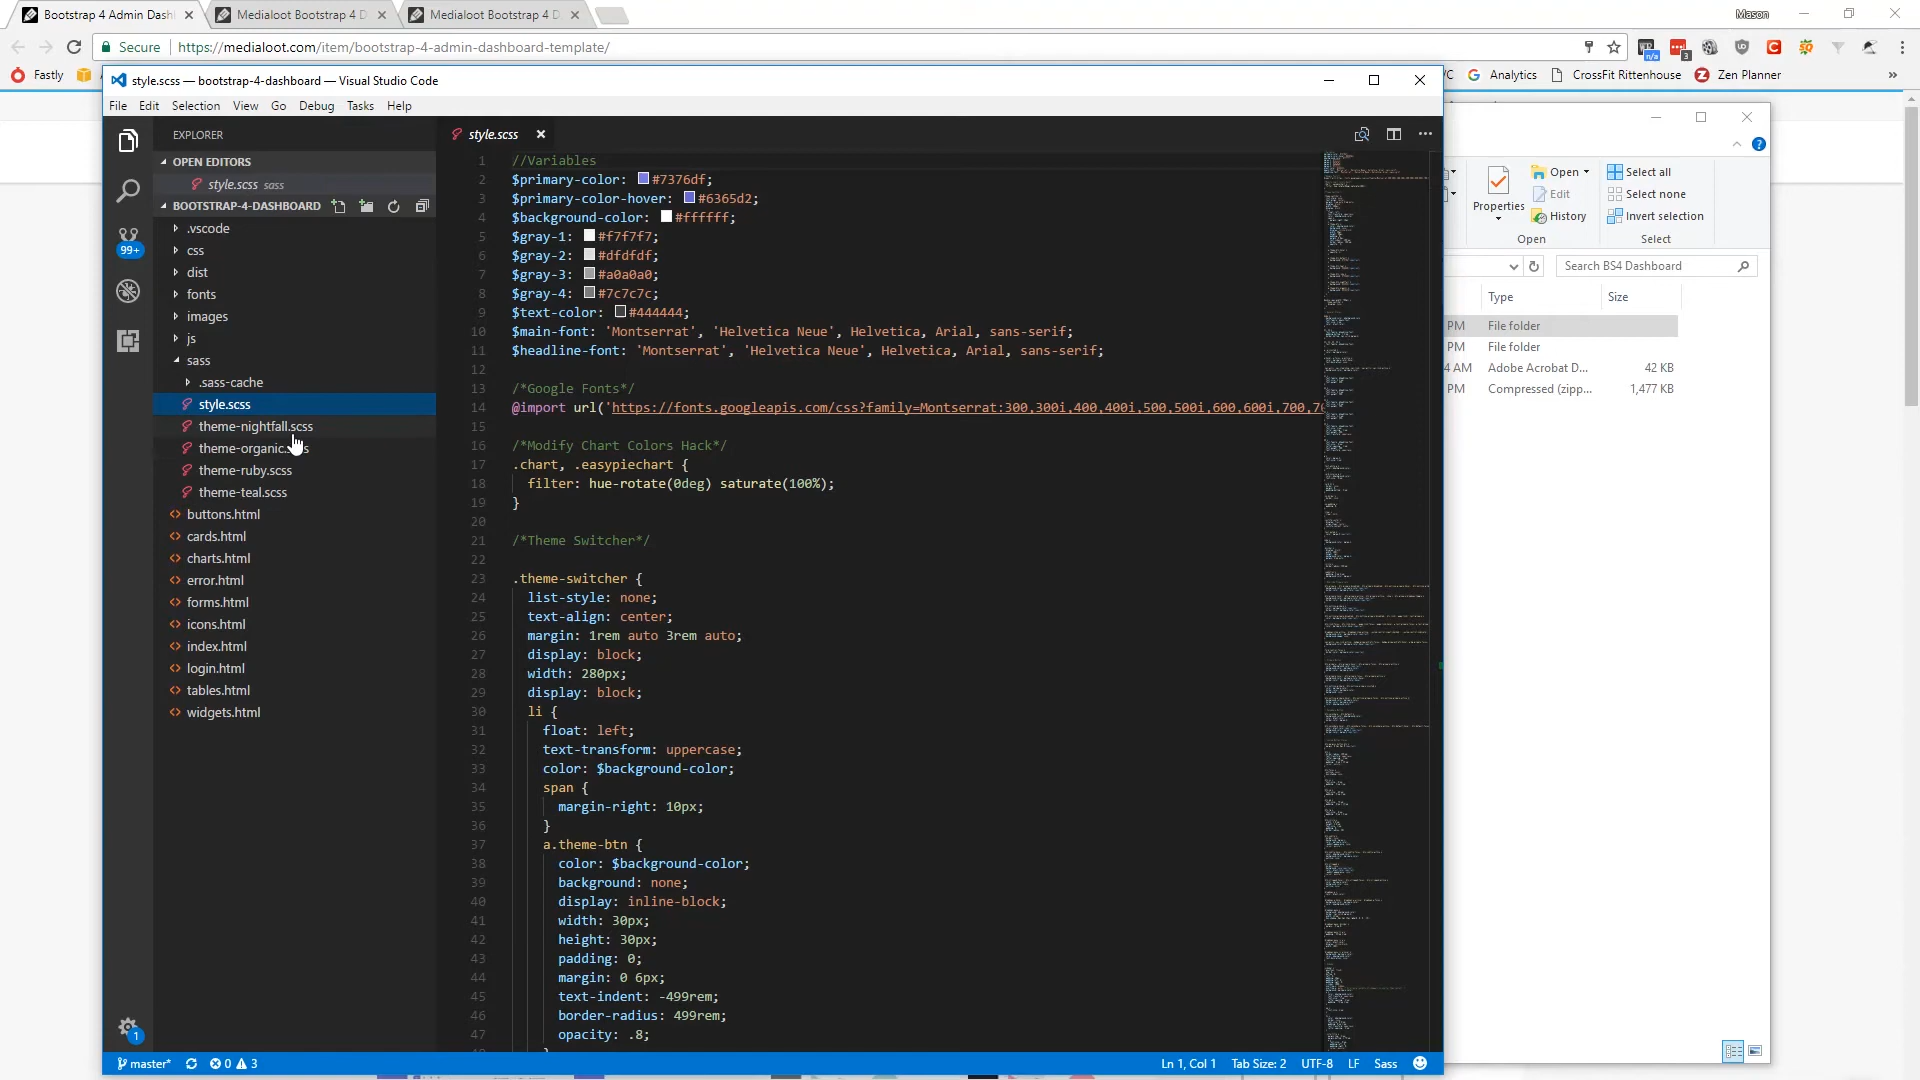 Bootstrap 4 Admin Dash
Medialoot Bootstrap 4 D
Medialoot Bootstrap 4 D
Mason
Secure
https://medialoot.com/item/bootstrap-4-admin-dashboard-template/
n/a
3
Fastly
Analytics
CrossFit Rittenhouse
Zen Planner
»
style.scss — bootstrap-4-dashboard — Visual Studio Code
File Edit Selection View Go Debug Tasks Help
EXPLORER
OPEN EDITORS
style.scss sass
BOOTSTRAP-4-DASHBOARD
99+
.vscode
css
dist
fonts
images
js
sass
.sass-cache
style.scss
theme-nightfall.scss
theme-organic.
theme-ruby.scss
theme-teal.scss
buttons.html
cards.html
charts.html
error.html
forms.html
icons.html
index.html
login.html
tables.html
widgets.html
1
style.scss
1 //Variables
2 $primary-color: #7376df;
3 $primary-color-hover: #6365d2;
4 $background-color: #ffffff;
5 $gray-1: #f7f7f7;
6 $gray-2: #dfdfdf;
7 $gray-3: #a0a0a0;
8 $gray-4: #7c7c7c;
9 $text-color: #444444;
10 $main-font: 'Montserrat', 'Helvetica Neue', Helvetica, Arial, sans-serif;
11 $headline-font: 'Montserrat', 'Helvetica Neue', Helvetica, Arial, sans-serif;
12
13 /*Google Fonts*/
14 @import url('https://fonts.googleapis.com/css?family=Montserrat:300,300i,400,400i,500,500i,600,600i,700,70
15
16 /*Modify Chart Colors Hack*/
17 .chart, .easypiechart {
18 filter: hue-rotate(0deg) saturate(100%);
19 }
20
21 /*Theme Switcher*/
22
23 .theme-switcher {
24 list-style: none;
25 text-align: center;
26 margin: 1rem auto 3rem auto;
27 display: block;
28 width: 280px;
29 display: block;
30 li {
31 float: left;
32 text-transform: uppercase;
33 color: $background-color;
34 span {
35 margin-right: 10px;
36 }
37 a.theme-btn {
38 color: $background-color;
39 background: none;
40 display: inline-block;
41 width: 30px;
42 height: 30px;
43 padding: 0;
44 margin: 0 6px;
45 text-indent: -499rem;
46 border-radius: 499rem;
47 opacity: .8;
master* 0 3
Ln 1, Col 1 Tab Size: 2 UTF-8 LF Sass
Properties
Open
Edit
History
Open
Select all
Select none
Invert selection
Select
Search BS4 Dashboard
Type Size
PM File folder
PM File folder
4 AM Adobe Acrobat D... 42 KB
PM Compressed (zipp... 1,477 KB